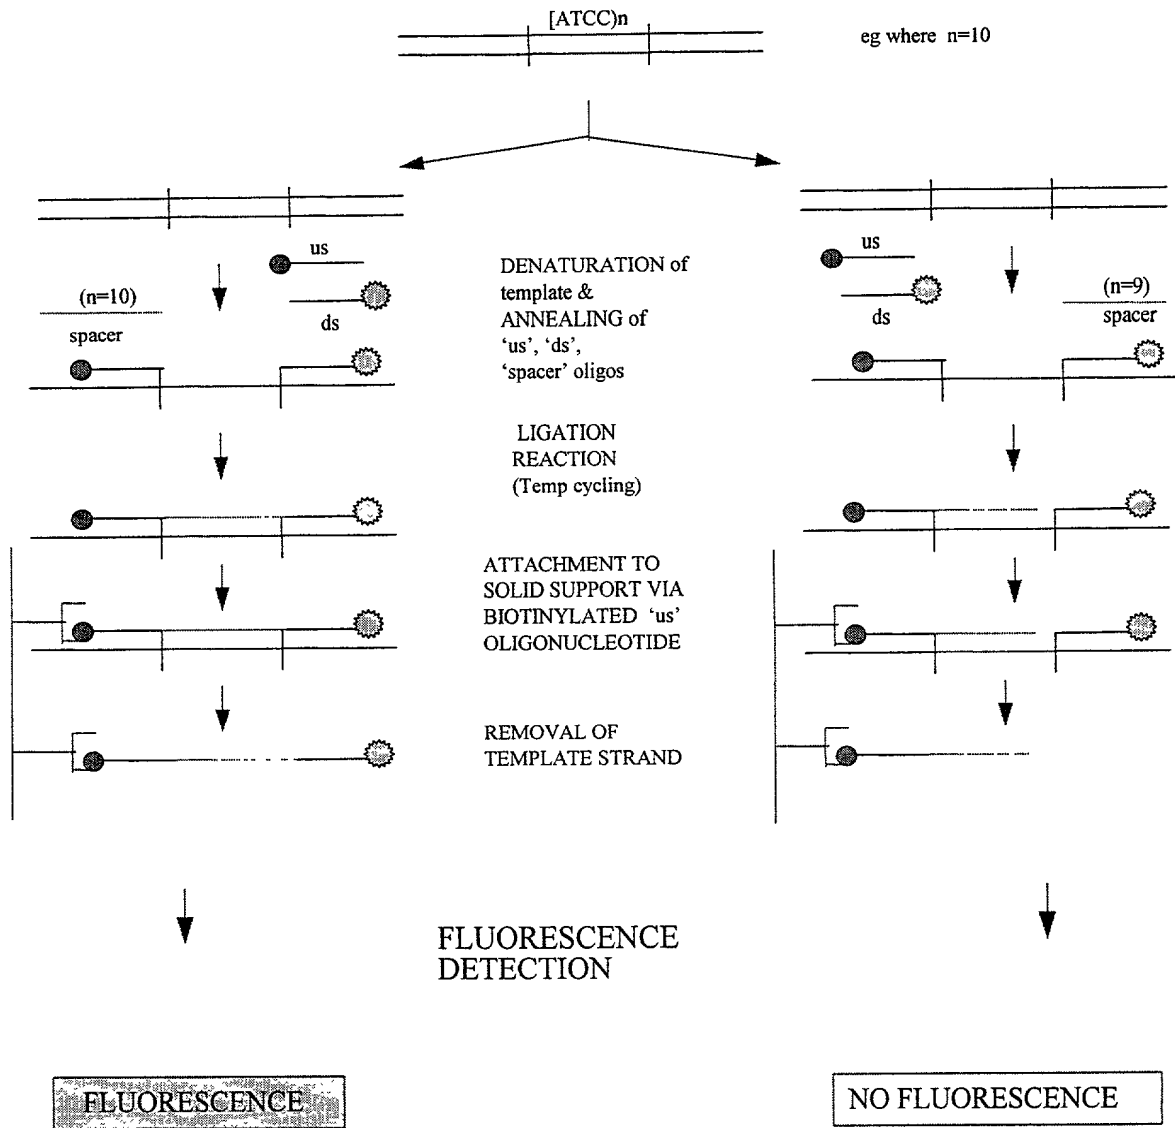 [ATCC)n
eg where n=10
us
(n=10)
spacer
ds
DENATURATION of
template &
ANNEALING of
'us', 'ds',
'spacer' oligos
us
(n=9)
spacer
ds
LIGATION
REACTION
(Temp cycling)
ATTACHMENT TO
SOLID SUPPORT VIA
BIOTINYLATED 'us'
OLIGONUCLEOTIDE
REMOVAL OF
TEMPLATE STRAND
FLUORESCENCE
DETECTION
FLUORESCENCE
NO FLUORESCENCE